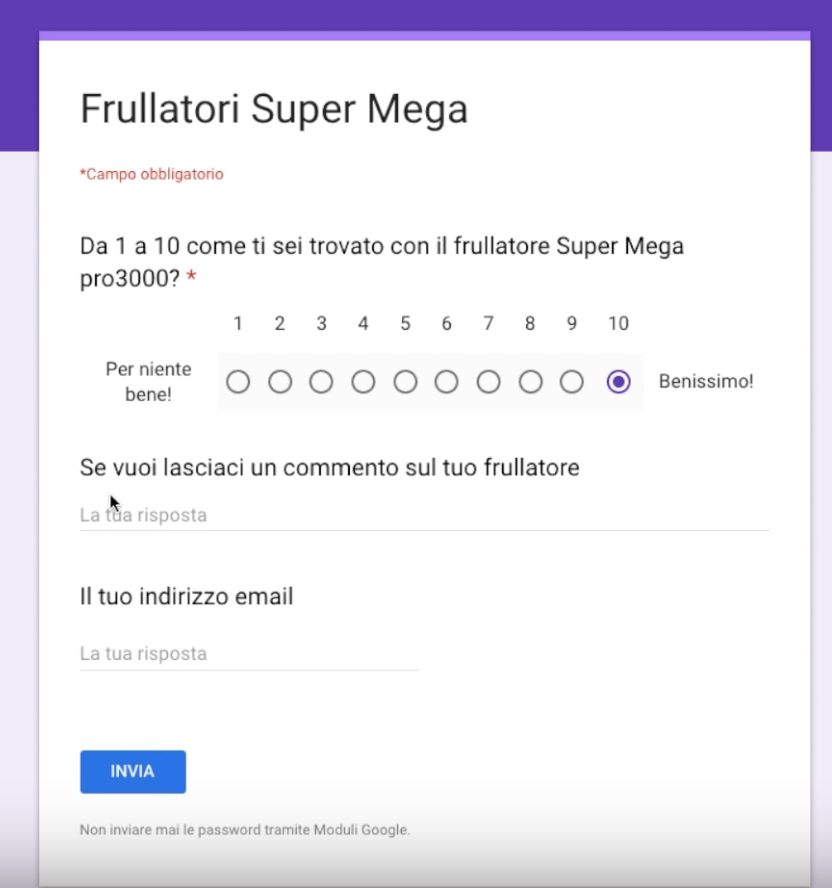 Frullatori Super Mega
*Campo obbligatorio
Da 1 a 10 come ti sei trovato con il frullatore Super Mega
pro3000? *
1 2 3 4 5 6 7 8 9 10
Per niente
bene!
Benissimo!
Se vuoi lasciaci un commento sul tuo frullatore
La tua risposta
Il tuo indirizzo email
La tua risposta
INVIA
Non inviare mai le password tramite Moduli Google.